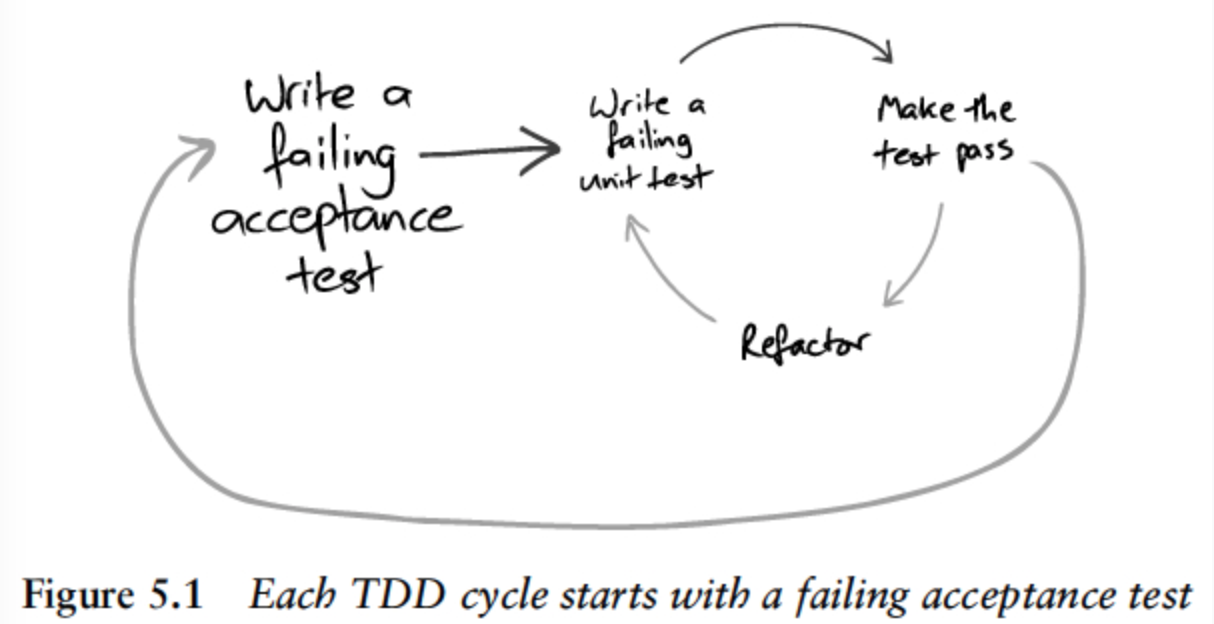 Write a
failing
acceptance
test
Write a
failing
unit test
Make the
test pass
Refactor
Figure 5.1 Each TDD cycle starts with a failing acceptance test